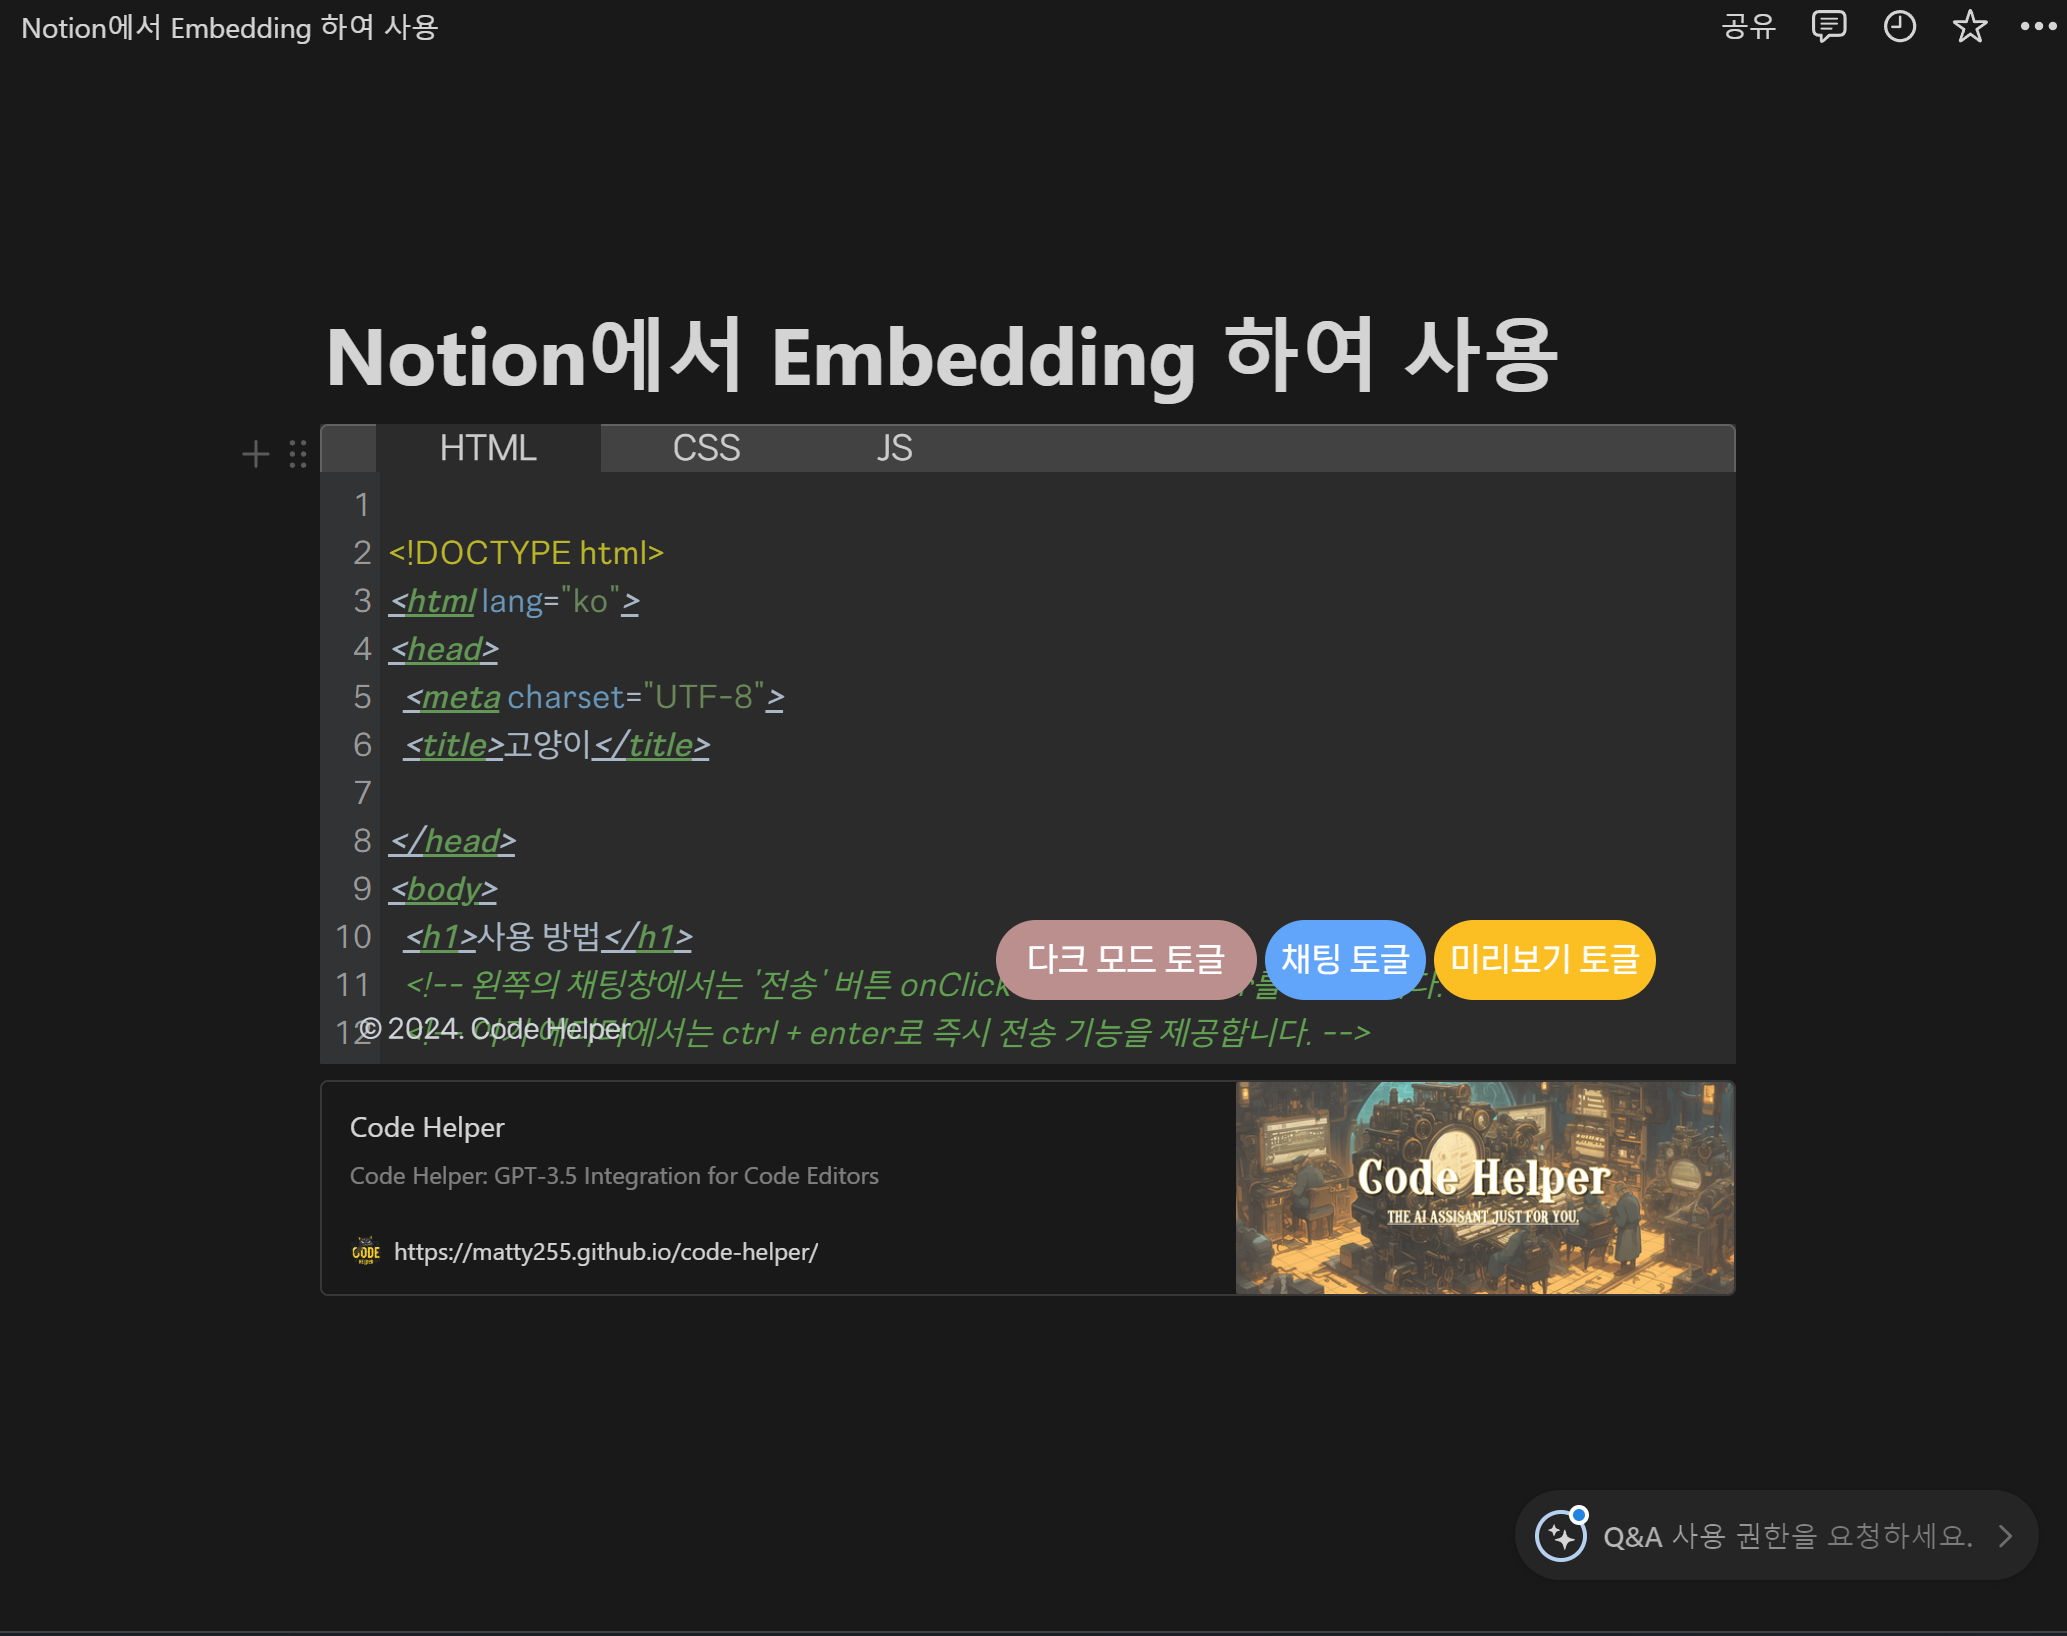 Notion에서 Embedding 하여 사용
공유
Notion에서 Embedding 하여 사용
HTML CSS JS
1
2 <!DOCTYPE html>
3 <html lang="ko">
4 <head>
5 <meta charset="UTF-8">
6 <title>고양이</title>
7
8 </head>
9 <body>
10 <h1>사용 방법</h1>
다크 모드 토글 채팅 토글 미리보기 토글
11 <!-- 왼쪽의 채팅창에서는 '전송' 버튼 onClick
12 ctrl + enter로 즉시 전송 기능을 제공합니다. -->
© 2024. Code Helper
Code Helper
Code Helper: GPT-3.5 Integration for Code Editors
https://matty255.github.io/code-helper/
CODE
HELPER
Code Helper
THE AI ASSISANT JUST FOR YOU.
Q&A 사용 권한을 요청하세요.